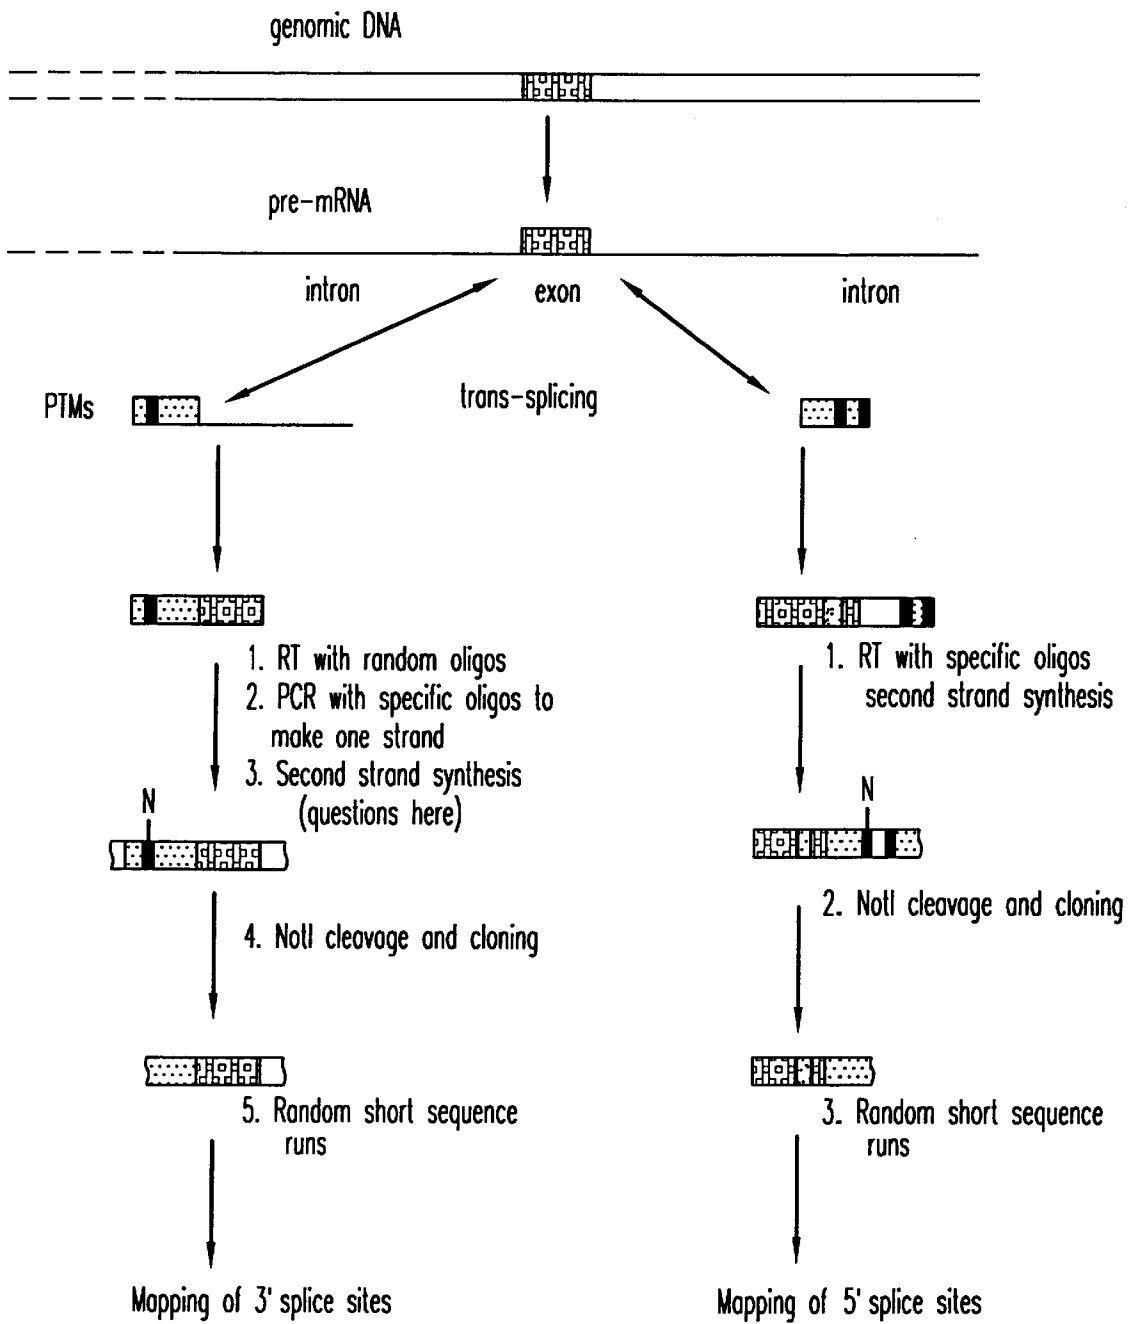 genomic DNA
pre-mRNA
intron
exon
intron
PTMs
trans-splicing
1. RT with random oligos
2. PCR with specific oligos to
make one strand
3. Second strand synthesis
(questions here)
N
4. NotI cleavage and cloning
5. Random short sequence
runs
Mapping of 3' splice sites
1. RT with specific oligos
second strand synthesis
N
2. NotI cleavage and cloning
3. Random short sequence
runs
Mapping of 5' splice sites